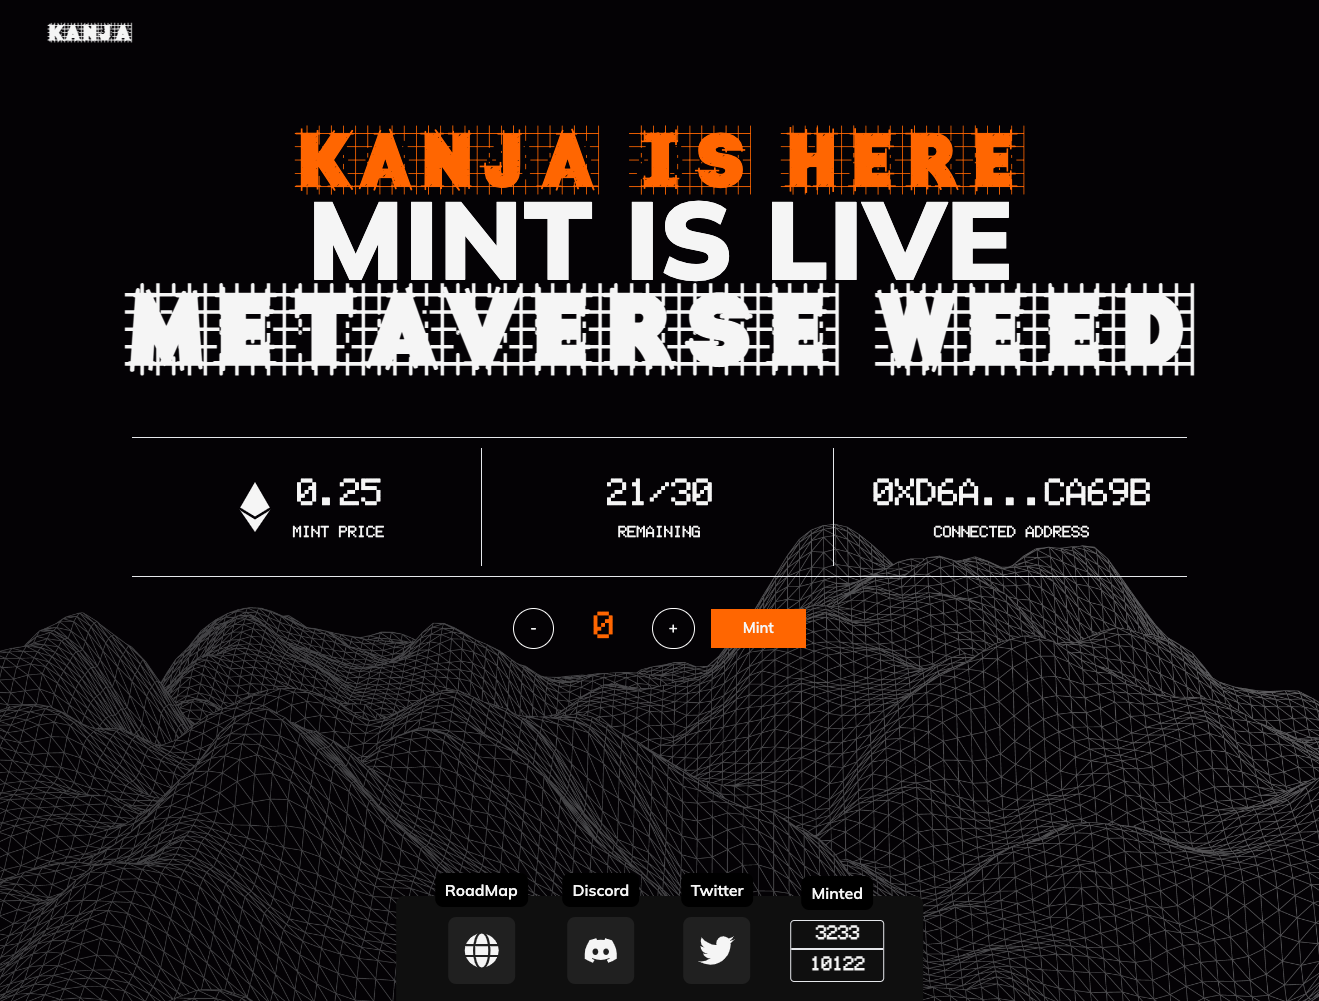 KANJA
KANJA IS HERE
MINT IS LIVE
METAVERSE WEED
0.25
MINT PRICE
21/30
REMAINING
0XD6A...CA69B
CONNECTED ADDRESS
- 0 + Mint
RoadMap Discord Twitter Minted
3233
10122